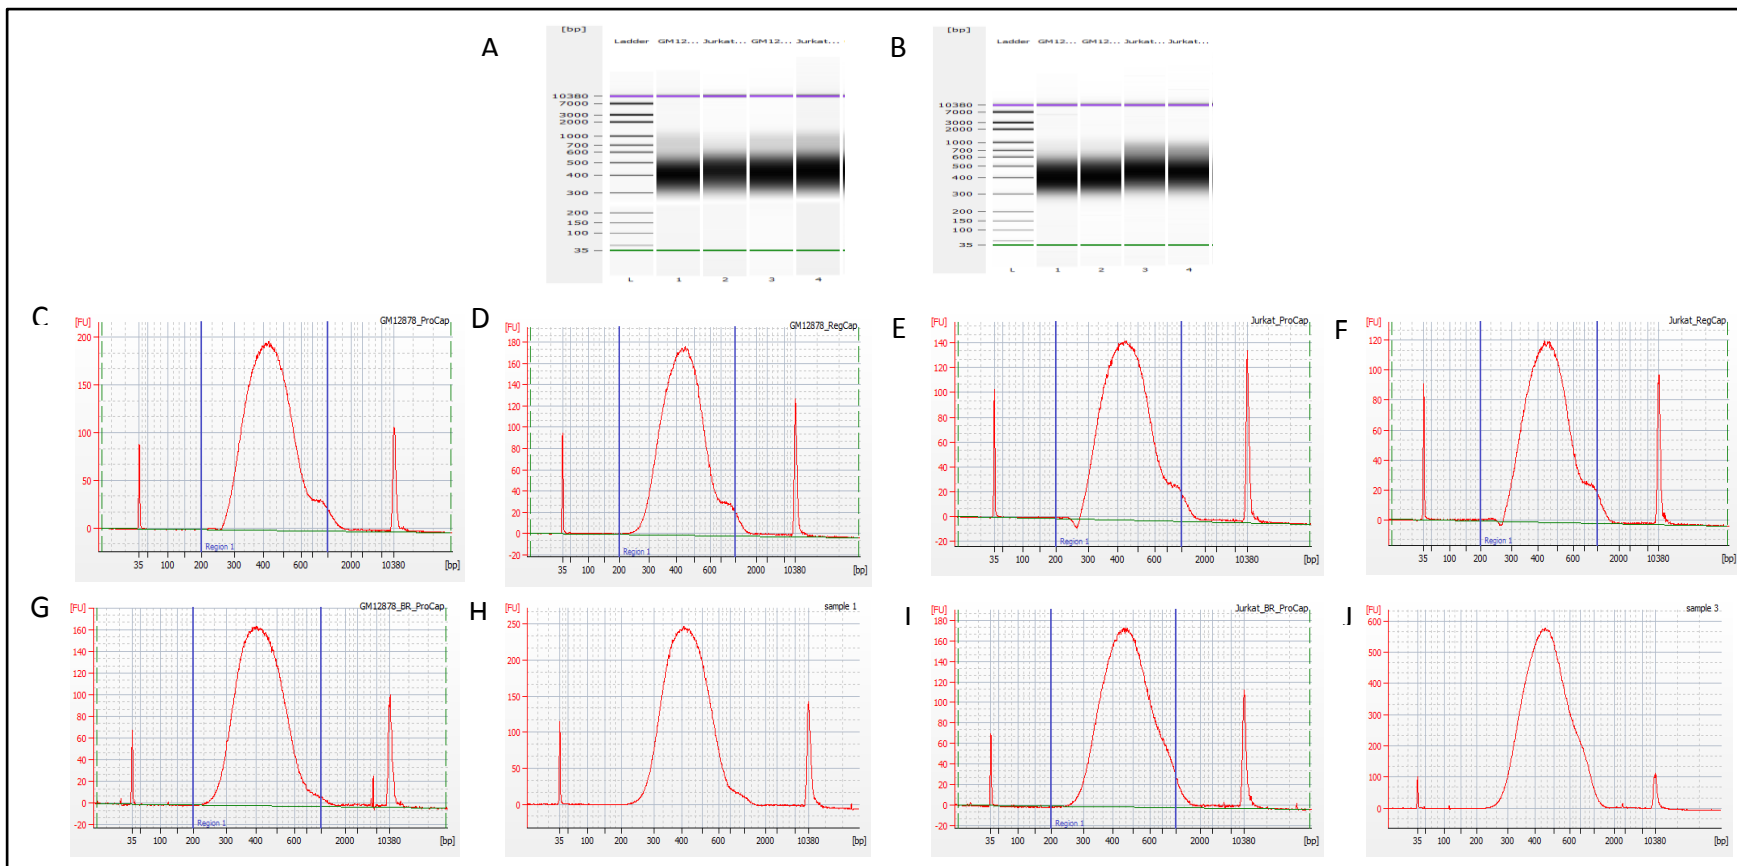 A
[bp]
Ladder GM12... Jurkat... GM12... Jurkat...
10380
7000
3000
2000
1000
700
600
500
400
300
200
150
100
35
L 1 2 3 4
B
[bp]
Ladder GM12... GM12... Jurkat... Jurkat...
10380
7000
3000
2000
1000
700
600
500
400
300
200
150
100
35
L 1 2 3 4
C
[FU] GM12878_ProCap
200
150
100
50
0
Region 1
35 100 200 300 400 600 2000 10380 [bp]
D
[FU] GM12878_RegCap
180
160
140
120
100
80
60
40
20
0
-20
Region 1
35 100 200 300 400 600 2000 10380 [bp]
E
[FU] Jurkat_ProCap
140
120
100
80
60
40
20
0
-20
Region 1
35 100 200 300 400 600 2000 10380 [bp]
F
[FU] Jurkat_RegCap
120
100
80
60
40
20
0
Region 1
35 100 200 300 400 600 2000 10380 [bp]
G
[FU] GM12878_BR_ProCap
160
140
120
100
80
60
40
20
0
-20
Region 1
35 100 200 300 400 600 2000 10380 [bp]
H
[FU] sample 1
250
200
150
100
50
0
35 100 200 300 400 600 2000 10380 [bp]
I
[FU] Jurkat_BR_ProCap
180
160
140
120
100
80
60
40
20
0
-20
Region 1
35 100 200 300 400 600 2000 10380 [bp]
J
[FU] sample 3
600
500
400
300
200
100
0
35 100 200 300 400 600 2000 10380 [bp]